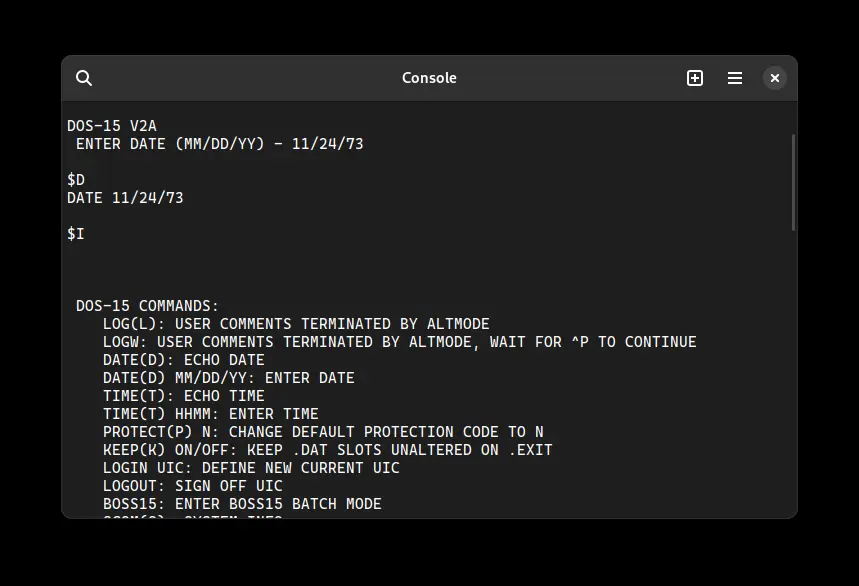 Console
DOS-15 V2A
ENTER DATE (MM/DD/YY) - 11/24/73
$D
DATE 11/24/73
$I
DOS-15 COMMANDS:
LOG(L): USER COMMENTS TERMINATED BY ALTMODE
LOGW: USER COMMENTS TERMINATED BY ALTMODE, WAIT FOR ^P TO CONTINUE
DATE(D): ECHO DATE
DATE(D) MM/DD/YY: ENTER DATE
TIME(T): ECHO TIME
TIME(T) HHMM: ENTER TIME
PROTECT(P) N: CHANGE DEFAULT PROTECTION CODE TO N
KEEP(K) ON/OFF: KEEP .DAT SLOTS UNALTERED ON .EXIT
LOGIN UIC: DEFINE NEW CURRENT UIC
LOGOUT: SIGN OFF UIC
BOSS15: ENTER BOSS15 BATCH MODE